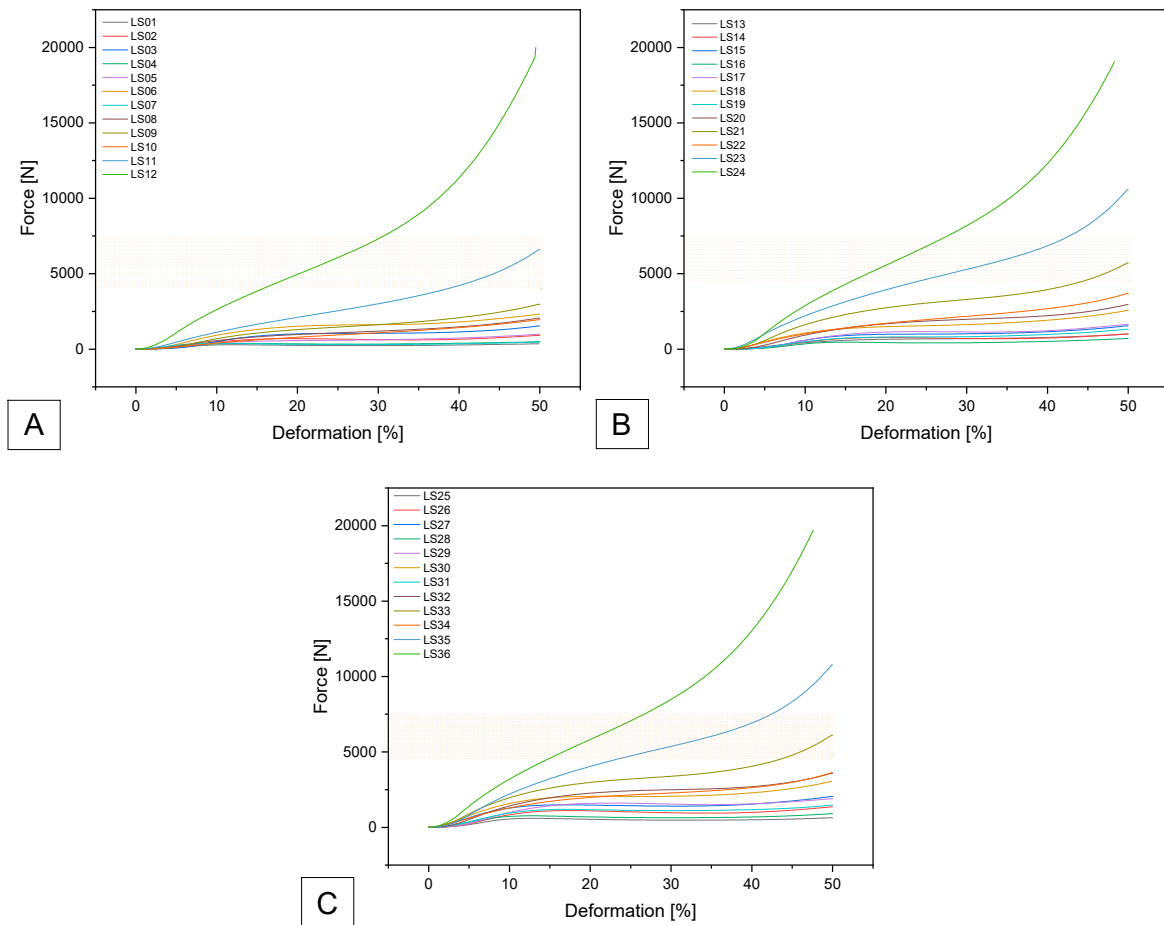 LS01
LS02
LS03
LS04
LS05
LS06
LS07
LS08
LS09
LS10
LS11
LS12
20000
15000
10000
5000
0
Force [N]
0 10 20 30 40 50
Deformation [%]
A
LS13
LS14
LS15
LS16
LS17
LS18
LS19
LS20
LS21
LS22
LS23
LS24
20000
15000
10000
5000
0
Force [N]
0 10 20 30 40 50
Deformation [%]
B
LS25
LS26
LS27
LS28
LS29
LS30
LS31
LS32
LS33
LS34
LS35
LS36
20000
15000
10000
5000
0
Force [N]
0 10 20 30 40 50
Deformation [%]
C